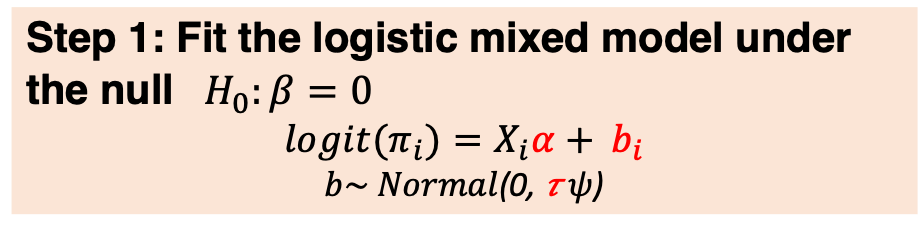 Step 1: Fit the logistic mixed model under
the null H₀: β = 0
logit(πᵢ) = Xᵢα + bᵢ
b~ Normal(0, τψ)